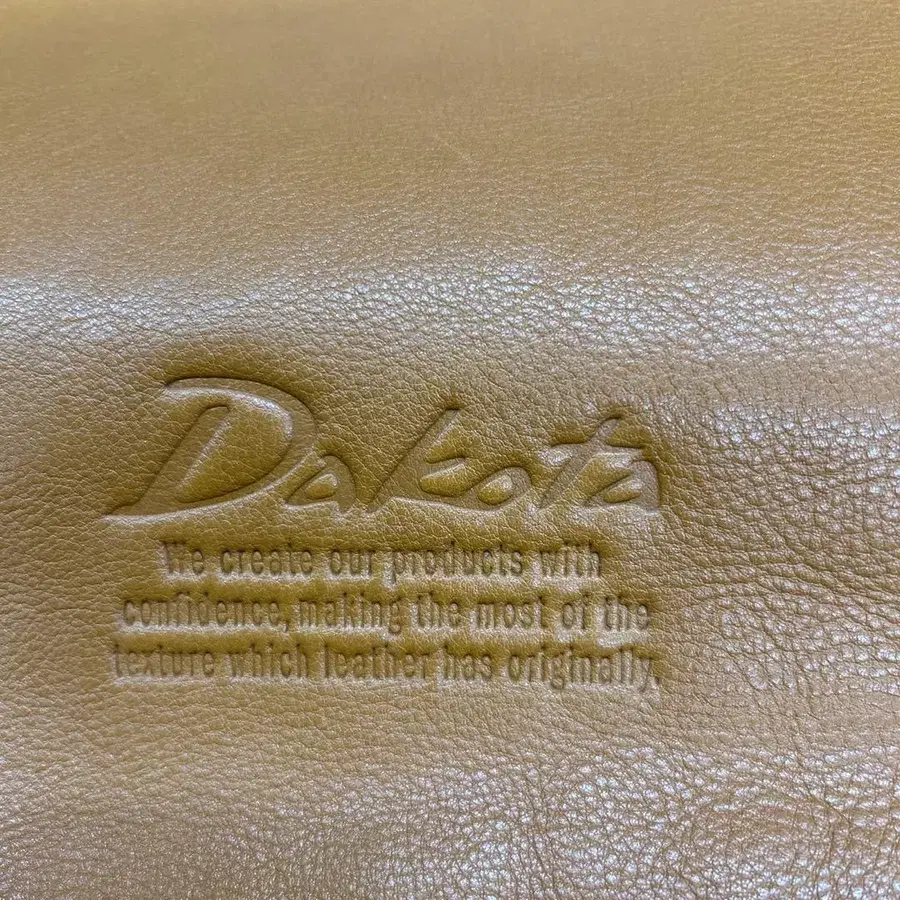 Dakota
We create our products with
confidence, making the most of the
texture which leather has originally.